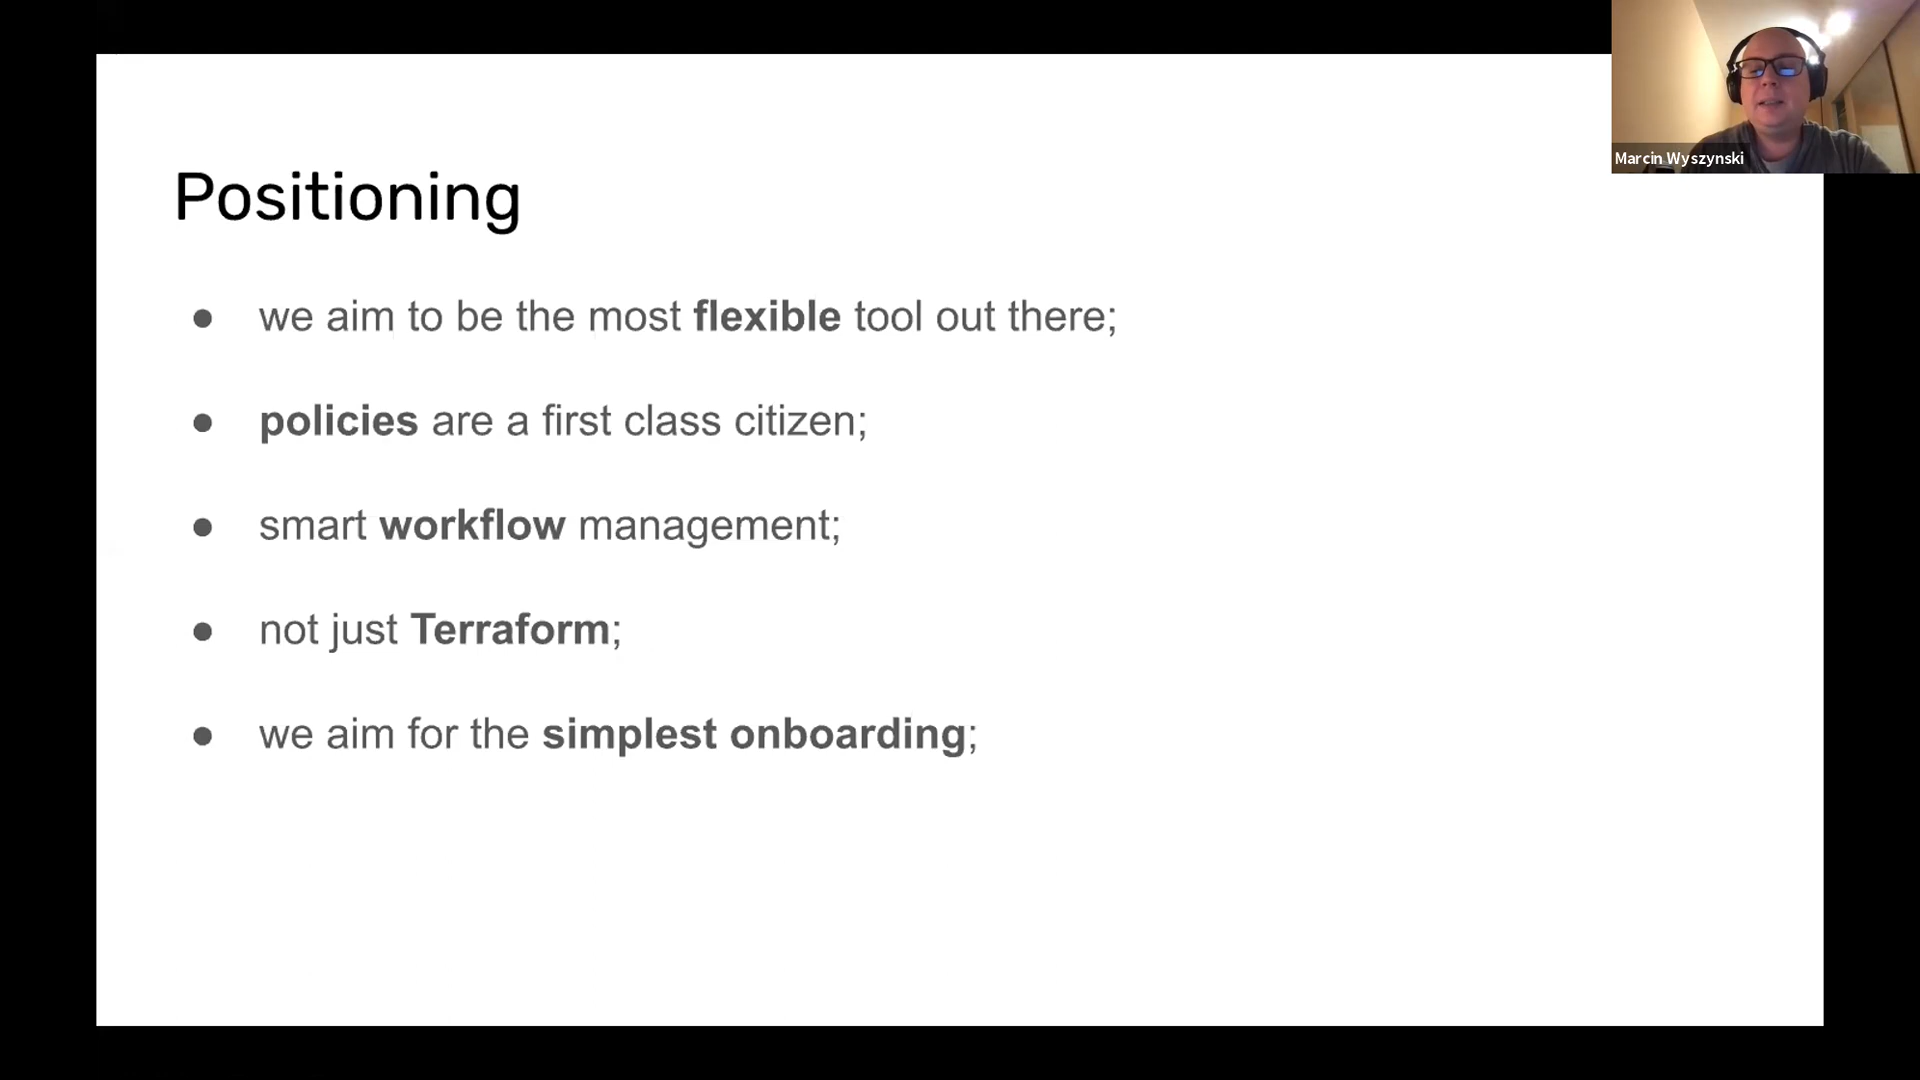 Marcin Wyszynski
Positioning
● we aim to be the most flexible tool out there;
● policies are a first class citizen;
● smart workflow management;
● not just Terraform;
● we aim for the simplest onboarding;